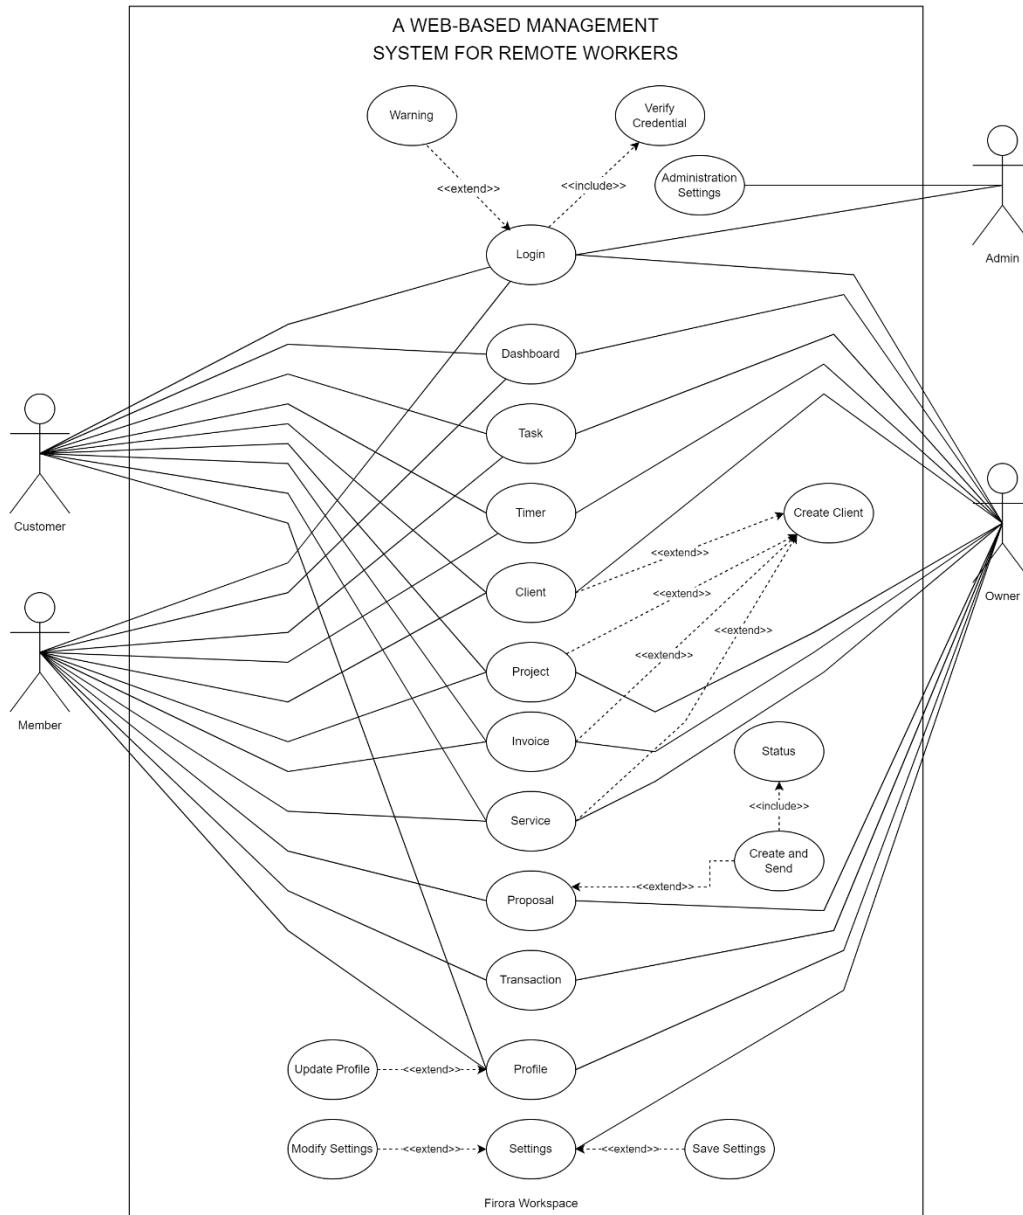 A WEB-BASED MANAGEMENT
SYSTEM FOR REMOTE WORKERS
Warning
Verify
Credential
<<extend>>
<<include>>
Administration
Settings
Login
Admin
Dashboard
Task
Customer
Timer
Create Client
<<extend>>
Client
<<extend>>
Owner
<<extend>>
<<extend>>
Project
Member
Invoice
Status
<<include>>
Service
Create and
Send
<<extend>>
Proposal
Transaction
Update Profile
<<extend>>
Profile
Modify Settings
<<extend>>
Settings
<<extend>>
Save Settings
Firora Workspace